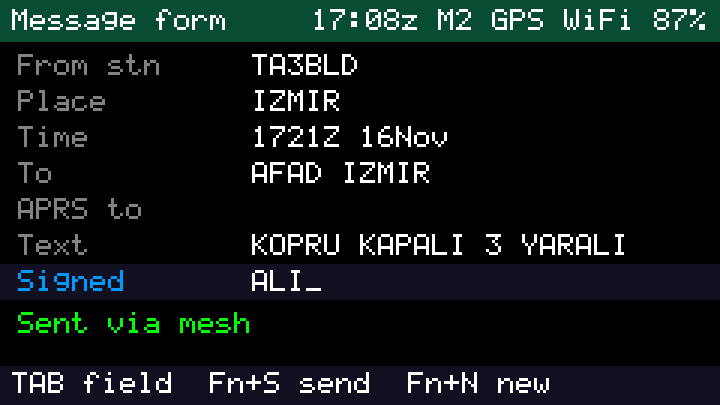 Message form 17:08z M2 GPS WiFi 87%
From stn TA3BLD
Place IZMIR
Time 1721Z 16Nov
To AFAD IZMIR
APRS to
Text KOPRU KAPALI 3 YARALI
Signed ALI_
Sent via mesh
TAB field Fn+S send Fn+N new